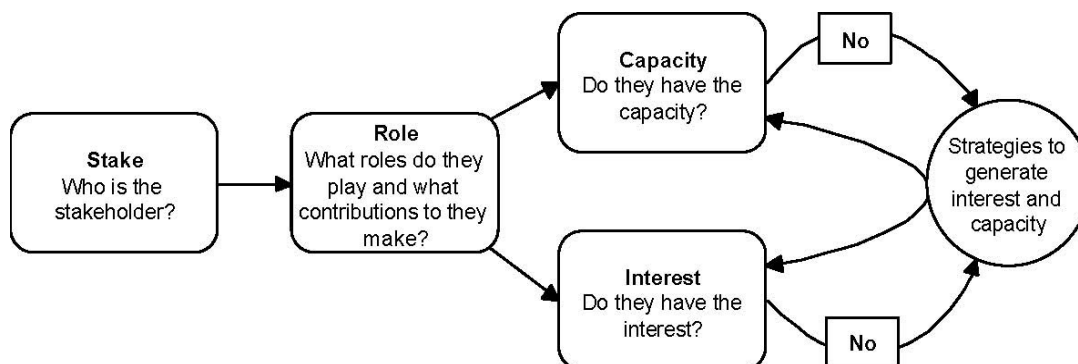 Stake
Who is the
stakeholder?
Role
What roles do they
play and what
contributions to they
make?
Capacity
Do they have the
capacity?
No
Interest
Do they have the
interest?
No
Strategies to
generate
interest and
capacity